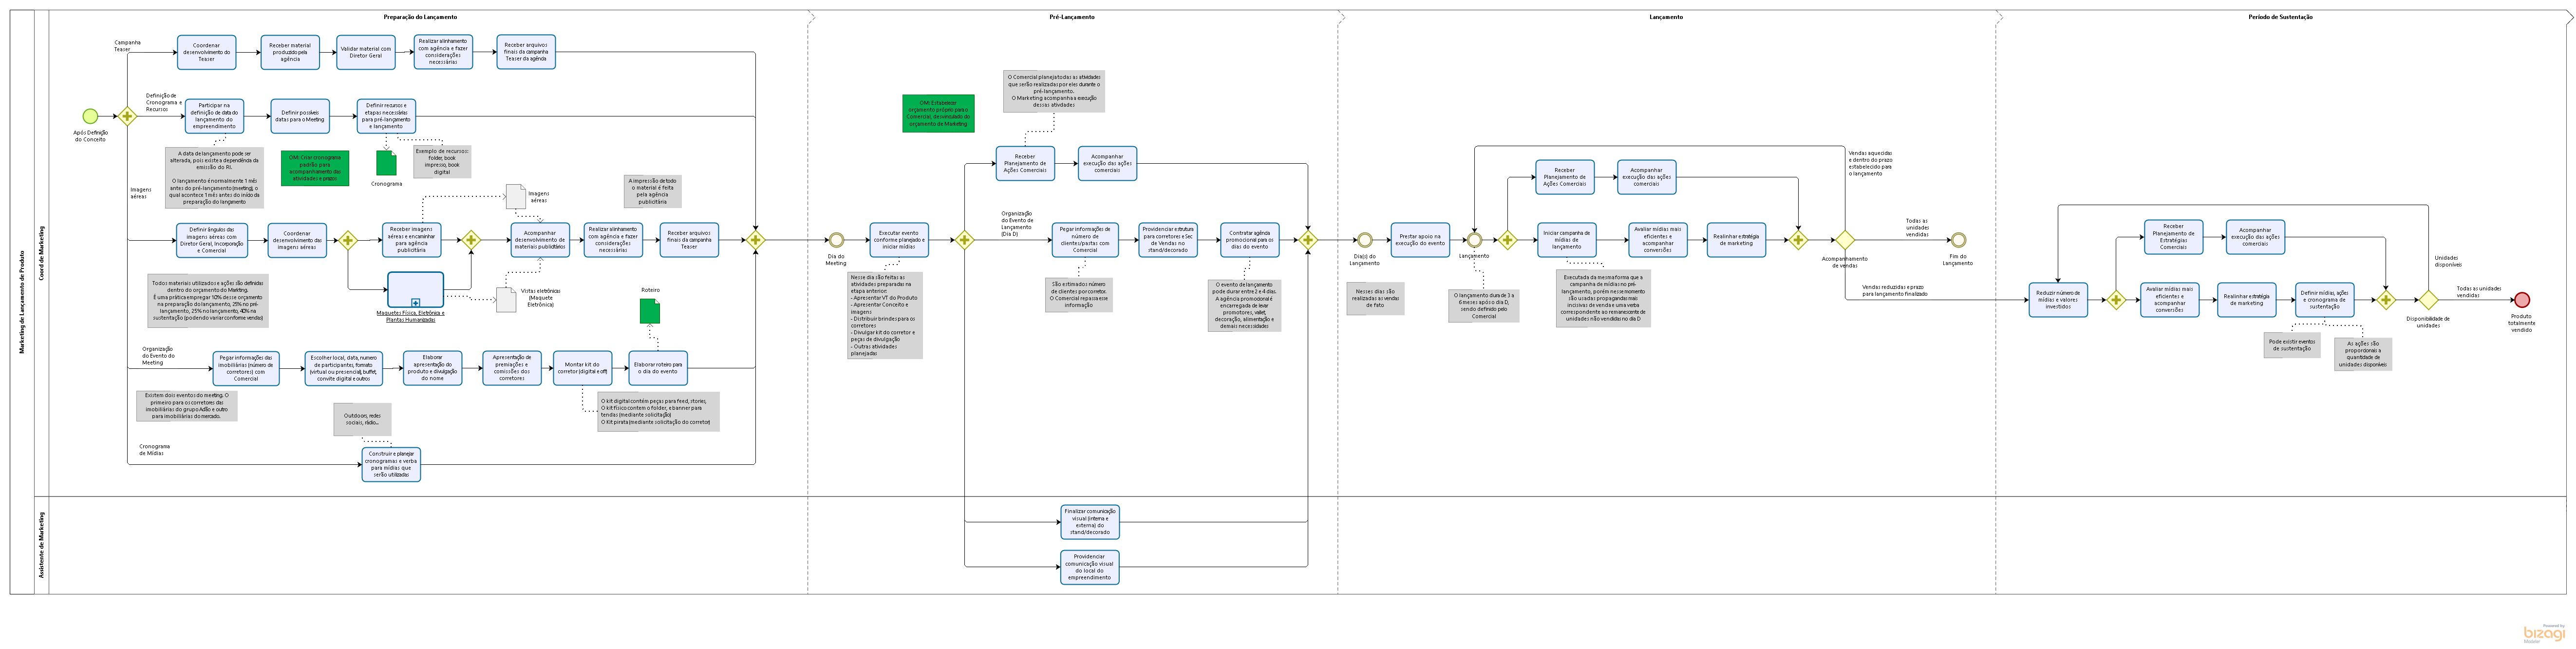 Preparação do Lançamento
Pré-Lançamento
Lançamento
Período de Sustentação
Marketing de Lançamento de Produto
Coord de Marketing
Assistente de Marketing
Após Definição
do Conceito
Campanha
Teaser
Coordenar
desenvolvimento do
Teaser
Receber material
produzido pela
agência
Validar material com
Diretor Geral
Realizar alinhamento
com agência e fazer
considerações
necessárias
Receber arquivos
finais da campanha
Teaser da agência
Definição de
Cronograma e
Recursos
Participar na
definição de data do
lançamento do
empreendimento
Definir possíveis
datas para o Meeting
Definir recursos e
etapas necessárias
para pré-lançamento
e lançamento
A data de lançamento pode ser
alterada, pois existe a dependência da
emissão do RI.
O lançamento é normalmente 1 mês
antes do pré-lançamento (meeting), o
qual acontece 1 mês antes do início da
preparação do lançamento
OM: Criar cronograma
padrão para
acompanhamento das
atividades e prazos
Cronograma
Exemplo de recursos:
folder, book
impresso, book
digital
Imagens
aéreas
Definir ângulos das
imagens aéreas com
Diretor Geral, Incorporação
e Comercial
Coordenar
desenvolvimento das
imagens aéreas
Receber imagens
aéreas e encaminhar
para agência
publicitária
Imagens
aéreas
Maquetes Física, Eletrônica e
Plantas Humanizadas
Vistas eletrônicas
(Maquete
Eletrônica)
Acompanhar
desenvolvimento de
materiais publicitários
Realizar alinhamento
com agência e fazer
considerações
necessárias
Receber arquivos
finais da campanha
Teaser
A impressão de todo
o material é feita
pela agência
publicitária
Todos materiais utilizados e ações são definidas
dentro do orçamento do Marketing.
É uma prática empregar 10% desse orçamento
na preparação do lançamento, 25% no pré-
lançamento, 25% no lançamento, 40% na
sustentação (podendo variar conforme vendas)
Organização
do Evento do
Meeting
Pegar informações das
imobiliárias (número de
corretores) com
Comercial
Escolher local, data, numero
de participantes, formato
(virtual ou presencial), buffet,
convite digital e outros
Elaborar
apresentação do
produto e divulgação
do nome
Apresentação de
premiações e
comissões dos
corretores
Montar kit do
corretor (digital e off)
Elaborar roteiro para
o dia do evento
Roteiro
Existem dois eventos do meeting. O
primeiro para os corretores das
imobiliárias do grupo Adão e outro
para imobiliárias do mercado.
O kit digital contém peças para feed, stories,
O kit físico contem o folder, e banner para
tendas (mediante solicitação)
O Kit pirata (mediante solicitação do corretor)
Outdoors, redes
sociais, rádio...
Cronograma
de Mídias
Construir e planejar
cronogramas e verba
para mídias que
serão utilizadas
Dia do
Meeting
Executar evento
conforme planejado e
iniciar mídias
Nesse dia são feitas as
atividades preparadas na
etapa anterior:
- Apresentar VT do Produto
- Apresentar Conceito e
imagens
- Distribuir brindes para os
corretores
- Divulgar kit do corretor e
peças de divulgação
- Outras atividades
planejadas
OM: Estabelecer
orçamento próprio para o
Comercial, desvinculado do
orçamento de Marketing
O Comercial planeja todas as atividades
que serão realizadas por eles durante o
pré-lançamento.
O Marketing acompanha a execução
dessas atividades
Receber
Planejamento de
Ações Comerciais
Acompanhar
execução das ações
comerciais
Organização
do Evento de
Lançamento
(Dia D)
Pegar informações de
número de
clientes/pastas com
Comercial
Providenciar estrutura
para corretores e Sec
de Vendas no
stand/decorado
Contratar agência
promocional para os
dias do evento
São estimados número
de clientes por corretor.
O Comercial repassa esse
informação
O evento de lançamento
pode durar entre 2 e 4 dias.
A agência promocional é
encarregada de levar
promotores, valet,
decoração, alimentação e
demais necessidades
Finalizar comunicação
visual (interna e
externa) do
stand/decorado
Providenciar
comunicação visual
do local do
empreendimento
Dia(s) do
Lançamento
Prestar apoio na
execução do evento
Nesses dias são
realizadas as vendas
de fato
Lançamento
O lançamento dura de 3 a
6 meses após o dia D,
sendo definido pelo
Comercial
Receber
Planejamento de
Ações Comerciais
Acompanhar
execução das ações
comerciais
Iniciar campanha de
mídias de
lançamento
Avaliar mídias mais
eficientes e
acompanhar
conversões
Realinhar estratégia
de marketing
Executada da mesma forma que a
campanha de mídias no pré-
lançamento, porém nesse momento
são usadas propagandas mais
incisivas de venda e uma verba
correspondente ao remanescente de
unidades não vendidas no dia D
Vendas aquecidas
e dentro do prazo
estabelecido para
o lançamento
Acompanhamento
de vendas
Todas as
unidades
vendidas
Fim do
Lançamento
Vendas reduzidas e prazo
para lançamento finalizado
Reduzir número de
mídias e valores
investidos
Receber
Planejamento de
Estratégias
Comerciais
Acompanhar
execução das ações
comerciais
Avaliar mídias mais
eficientes e
acompanhar
conversões
Realinhar estratégia
de marketing
Definir mídias, ações
e cronograma de
sustentação
Pode existir eventos
de sustentação
As ações são
proporcionais a
quantidade de
unidades disponíveis
Unidades
disponíveis
Disponibilidade de
unidades
Todas as unidades
vendidas
Produto
totalmente
vendido
Powered by
bizagi
Modeler